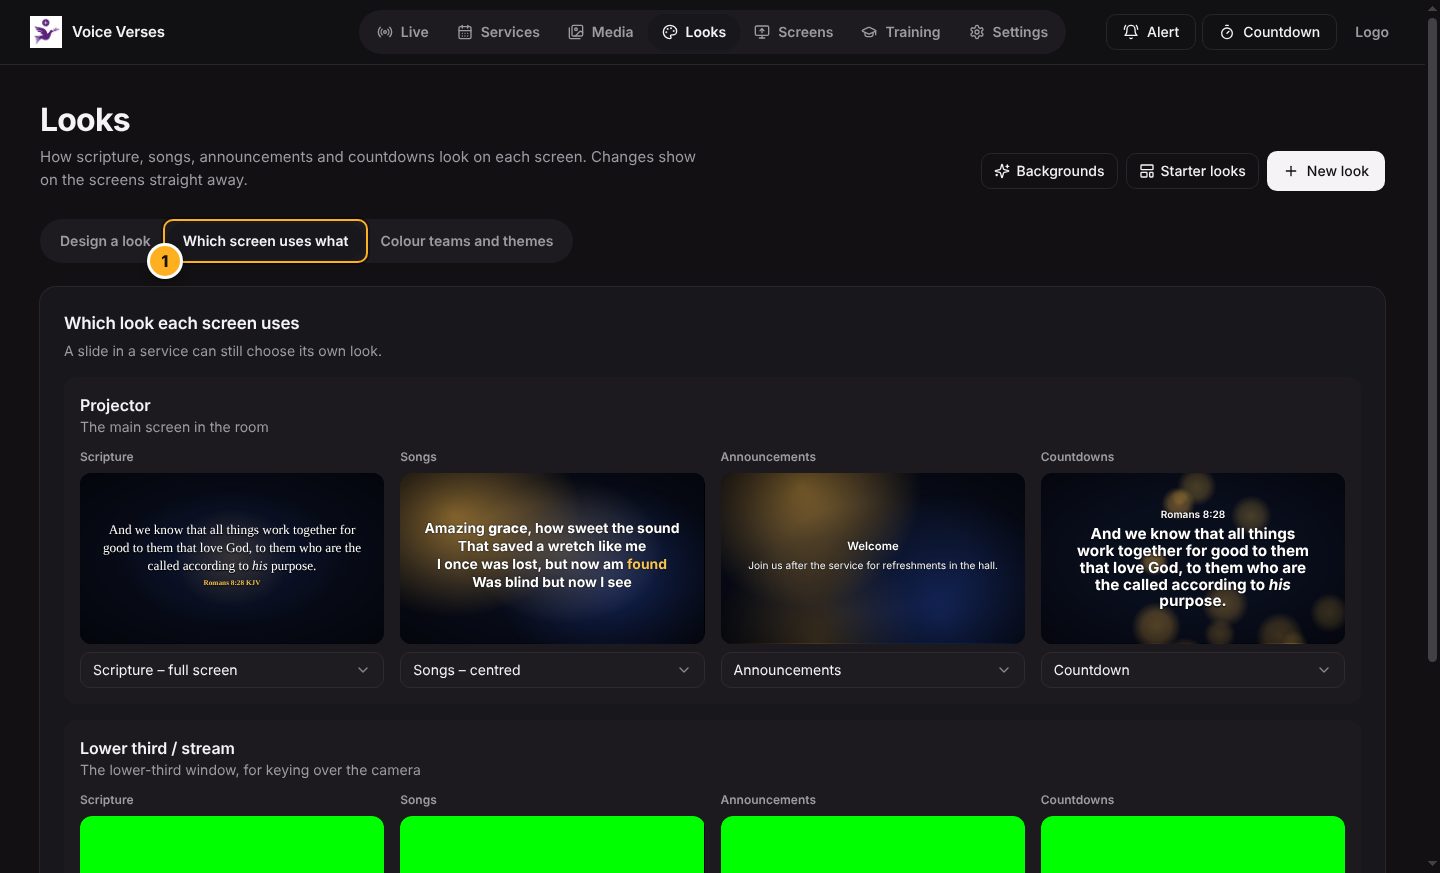 Voice Verses
Live
Services
Media
Looks
Screens
Training
Settings
Alert
Countdown
Logo
Looks
How scripture, songs, announcements and countdowns look on each screen. Changes show
on the screens straight away.
Backgrounds
Starter looks
New look
Design a look
Which screen uses what
Colour teams and themes
1
Which look each screen uses
A slide in a service can still choose its own look.
Projector
The main screen in the room
Scripture
Songs
Announcements
Countdowns
And we know that all things work together for
good to them that love God, to them who are the
called according to his purpose.
Romans 8:28 KJV
Amazing grace, how sweet the sound
That saved a wretch like me
I once was lost, but now am found
Was blind but now I see
Welcome
Join us after the service for refreshments in the hall.
Romans 8:28
And we know that all things
work together for good to them
that love God, to them who are
the called according to his
purpose.
Scripture – full screen
Songs – centred
Announcements
Countdown
Lower third / stream
The lower-third window, for keying over the camera
Scripture
Songs
Announcements
Countdowns